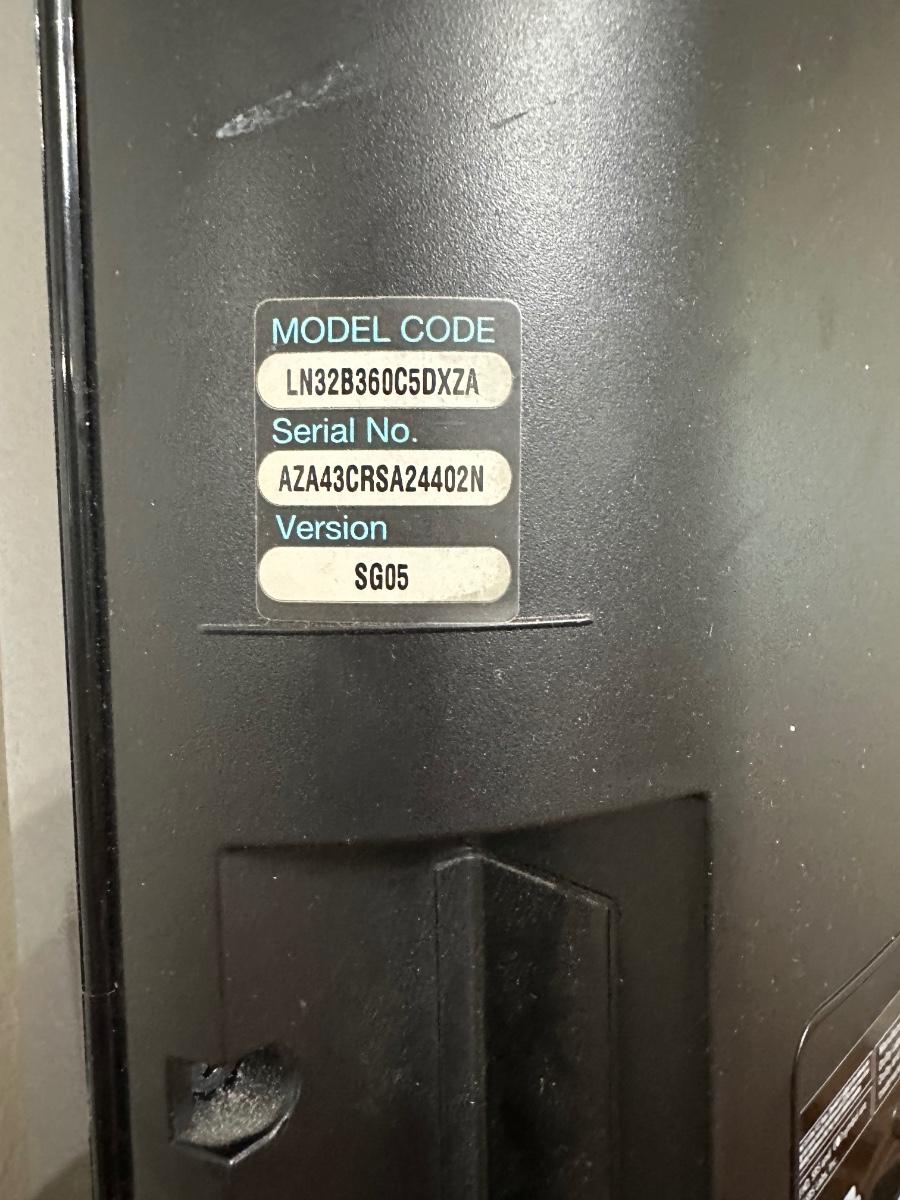 MODEL CODE
LN32B360C5DXZA
Serial No.
AZA43CRSA24402N
Version
SG05